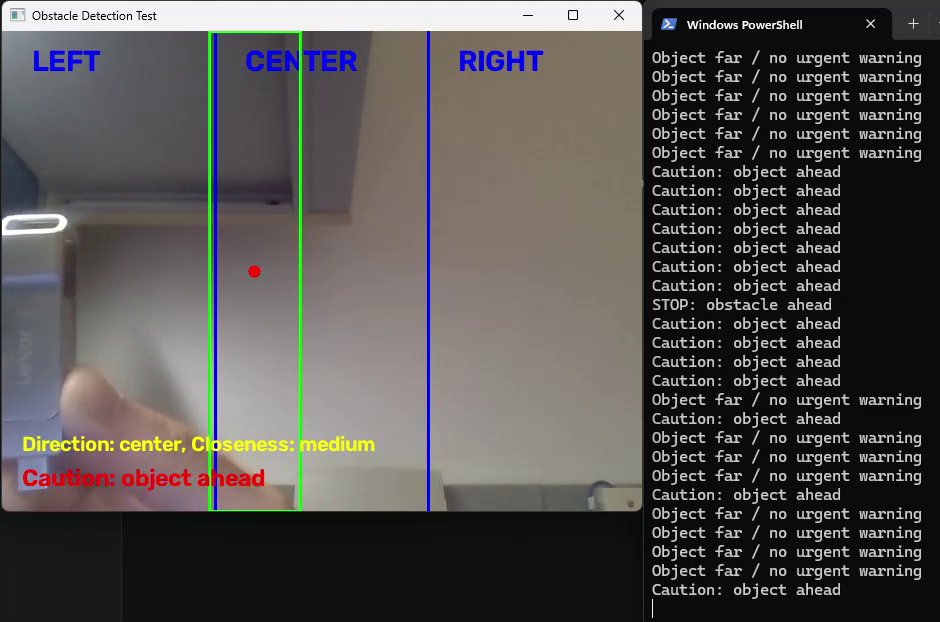 Obstacle Detection Test
LEFT
CENTER
RIGHT
Lexar
Direction: center, Closeness: medium
Caution: object ahead
Windows PowerShell
Object far / no urgent warning
Object far / no urgent warning
Object far / no urgent warning
Object far / no urgent warning
Object far / no urgent warning
Object far / no urgent warning
Caution: object ahead
Caution: object ahead
Caution: object ahead
Caution: object ahead
Caution: object ahead
Caution: object ahead
Caution: object ahead
STOP: obstacle ahead
Caution: object ahead
Caution: object ahead
Caution: object ahead
Caution: object ahead
Object far / no urgent warning
Caution: object ahead
Object far / no urgent warning
Object far / no urgent warning
Object far / no urgent warning
Caution: object ahead
Object far / no urgent warning
Object far / no urgent warning
Object far / no urgent warning
Object far / no urgent warning
Caution: object ahead